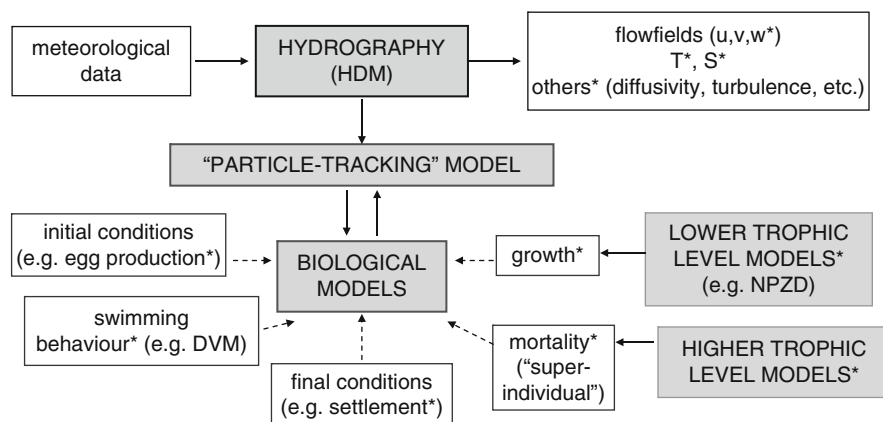 meteorological
data
HYDROGRAPHY
(HDM)
flowfields (u,v,w*)
T*, S*
others* (diffusivity, turbulence, etc.)
“PARTICLE-TRACKING” MODEL
initial conditions
(e.g. egg production*)
BIOLOGICAL
MODELS
growth*
LOWER TROPHIC
LEVEL MODELS*
(e.g. NPZD)
swimming
behaviour* (e.g. DVM)
final conditions
(e.g. settlement*)
mortality*
(“super-
individual”)
HIGHER TROPHIC
LEVEL MODELS*